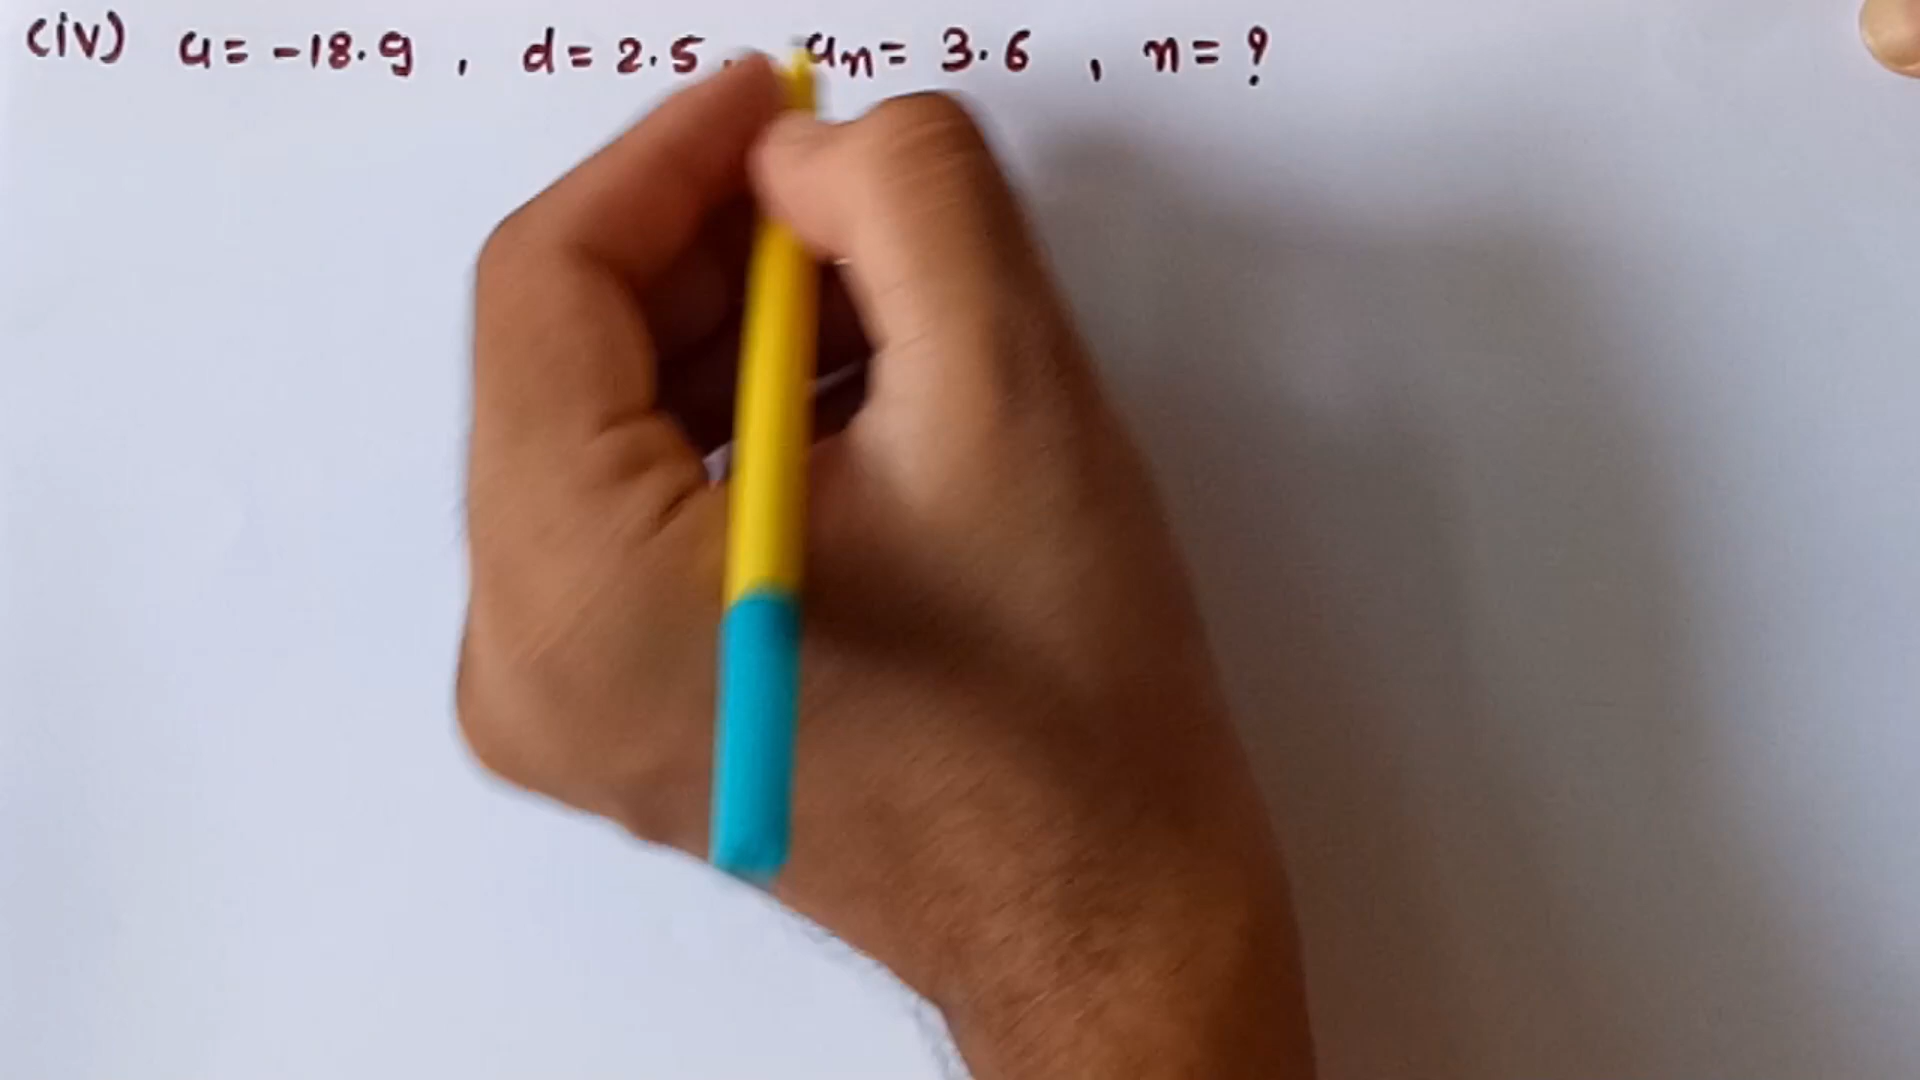 (iv) a = -18.9 , d = 2.5 , an = 3.6 , n = ?